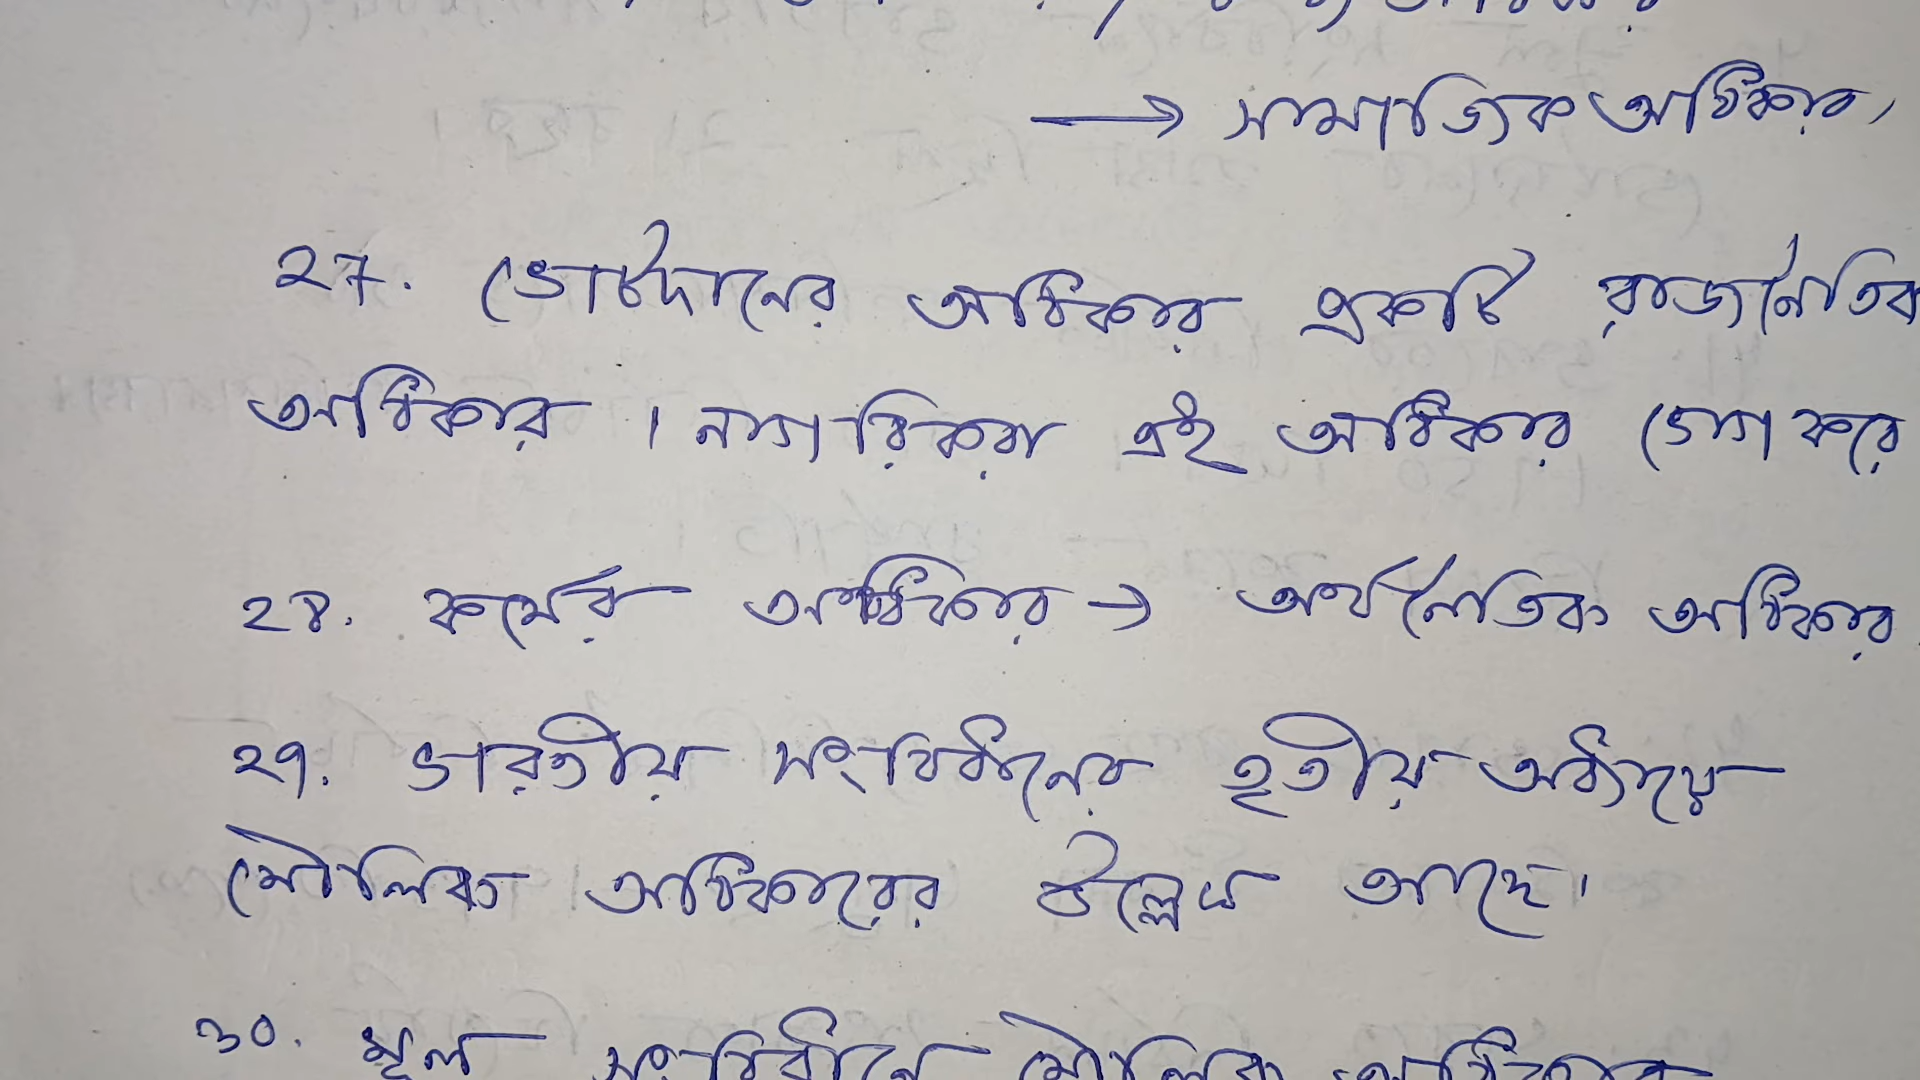 → সামাজিক অধিকার,
27. ভোটদানের অধিকার একটি রাজনৈতিক
অধিকার । নাগরিকরা এই অধিকার ভোগ করে
28. কর্মের অধিকার → অর্থনৈতিক অধিকার
29. ভারতীয় সংবিধানের তৃতীয় অধ্যায়ে
মৌলিক অধিকারের উল্লেখ আছে।
30. মূল সংবিধানে মৌলিক অধিকার